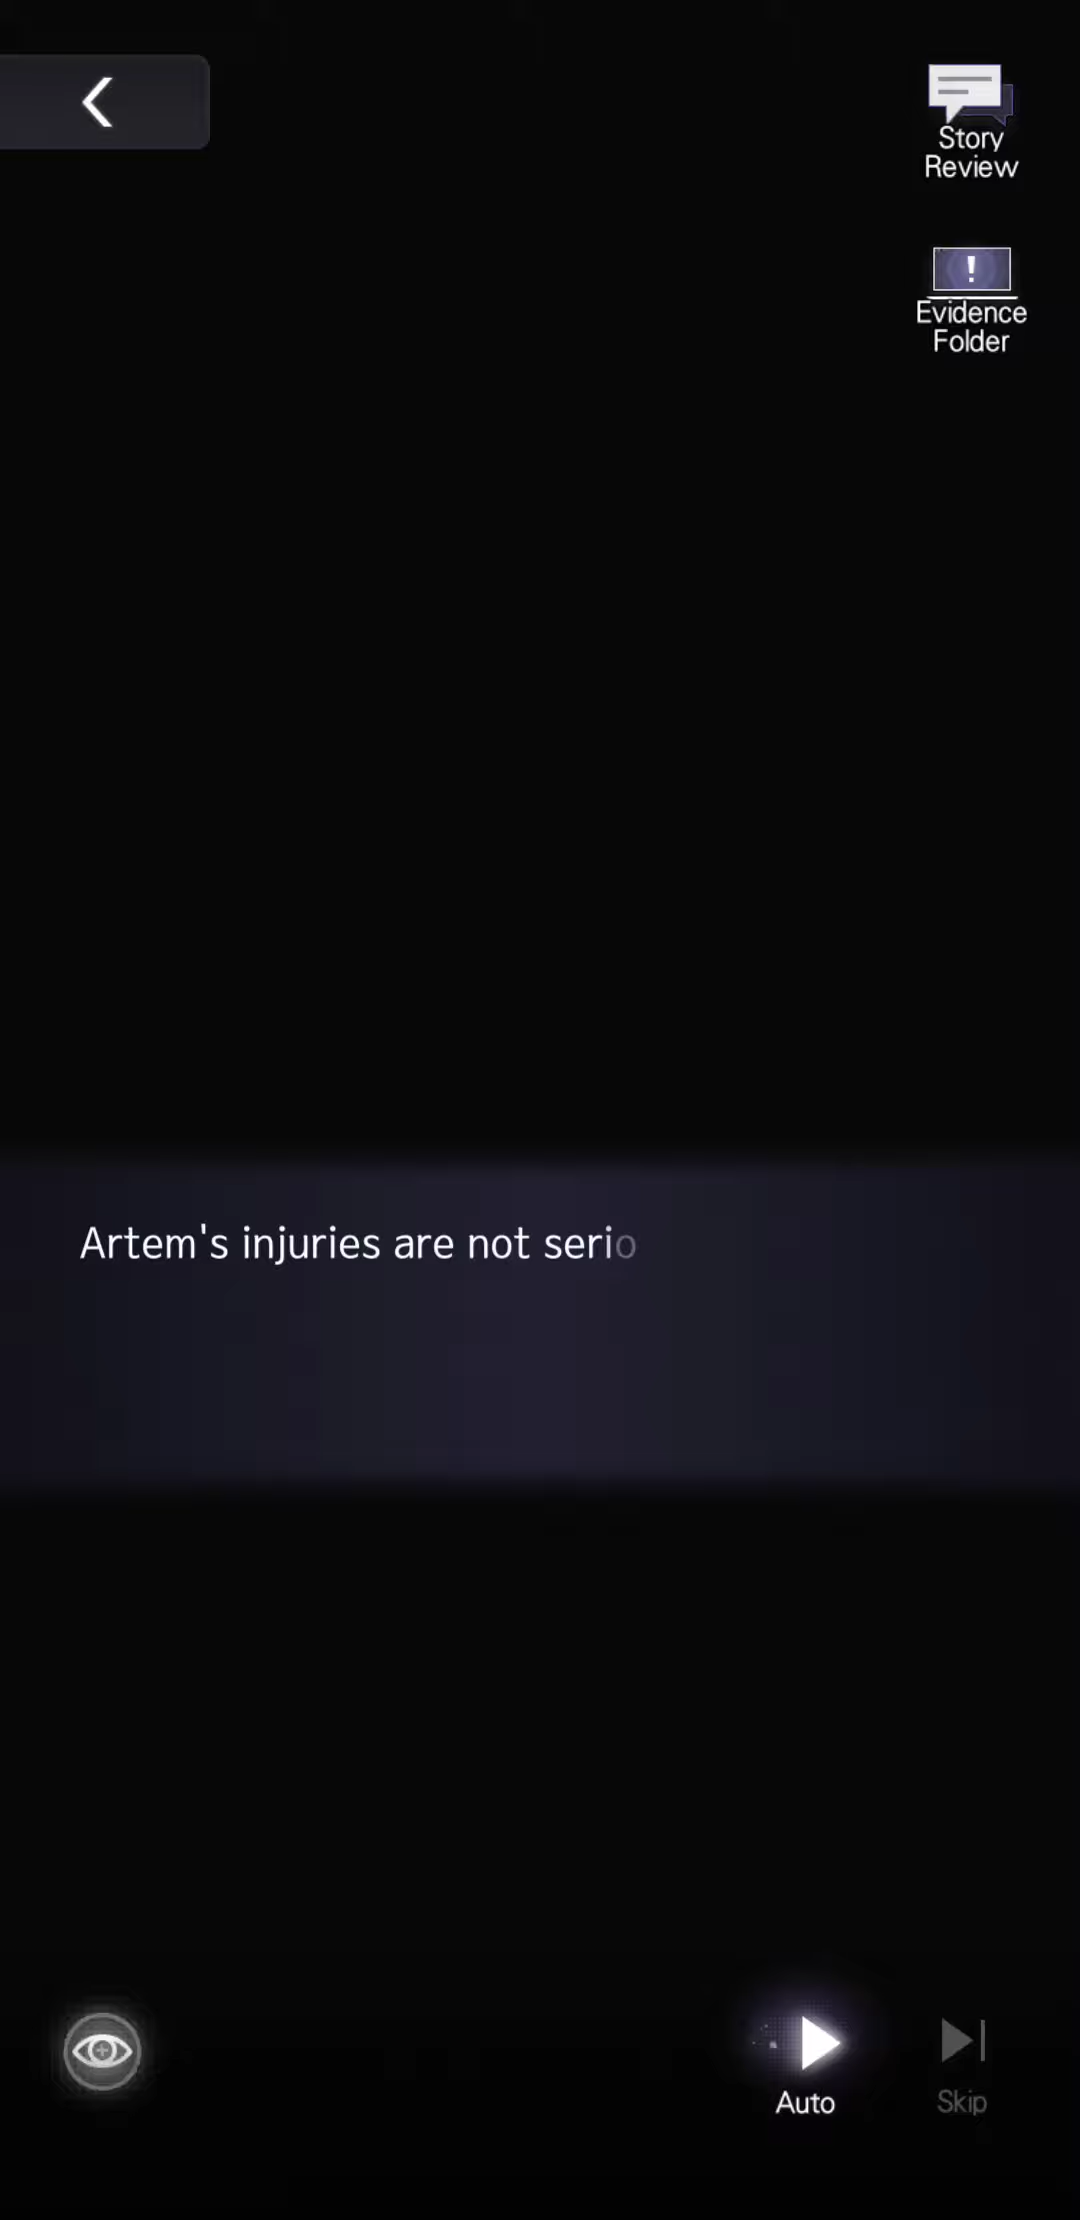 Story
Review
!
Evidence
Folder
Artem's injuries are not serio
Auto
Skip